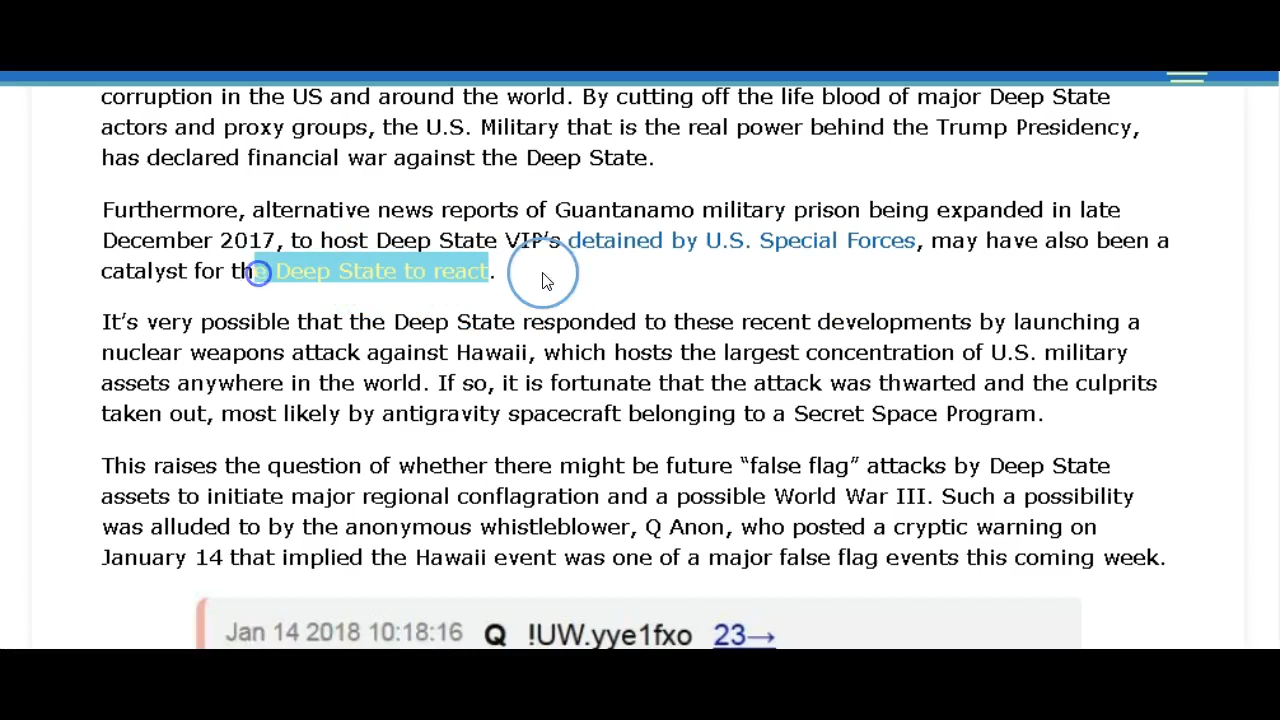 corruption in the US and around the world. By cutting off the life blood of major Deep State
actors and proxy groups, the U.S. Military that is the real power behind the Trump Presidency,
has declared financial war against the Deep State.
Furthermore, alternative news reports of Guantanamo military prison being expanded in late
December 2017, to host Deep State VIP’s detained by U.S. Special Forces, may have also been a
catalyst for the Deep State to react.
It’s very possible that the Deep State responded to these recent developments by launching a
nuclear weapons attack against Hawaii, which hosts the largest concentration of U.S. military
assets anywhere in the world. If so, it is fortunate that the attack was thwarted and the culprits
taken out, most likely by antigravity spacecraft belonging to a Secret Space Program.
This raises the question of whether there might be future “false flag” attacks by Deep State
assets to initiate major regional conflagration and a possible World War III. Such a possibility
was alluded to by the anonymous whistleblower, Q Anon, who posted a cryptic warning on
January 14 that implied the Hawaii event was one of a major false flag events this coming week.
Jan 14 2018 10:18:16 Q !UW.yye1fxo 23→